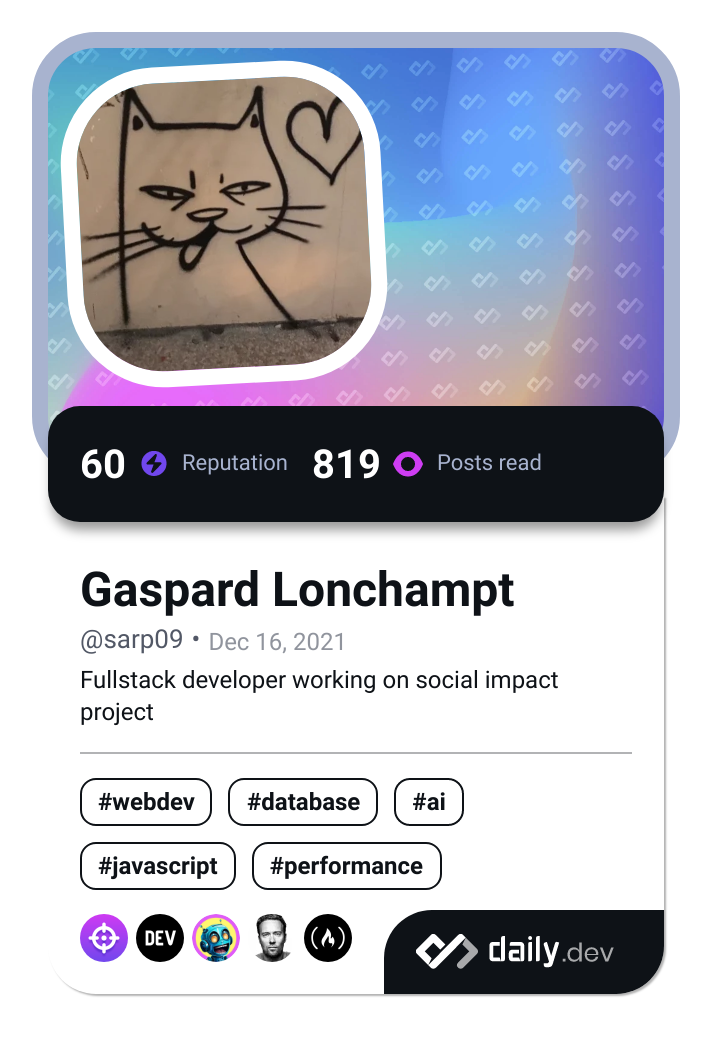 60 Reputation 819 Posts read
Gaspard Lonchampt
@sarp09 • Dec 16, 2021
Fullstack developer working on social impact
project
#webdev #database #ai
#javascript #performance
DEV
daily.dev